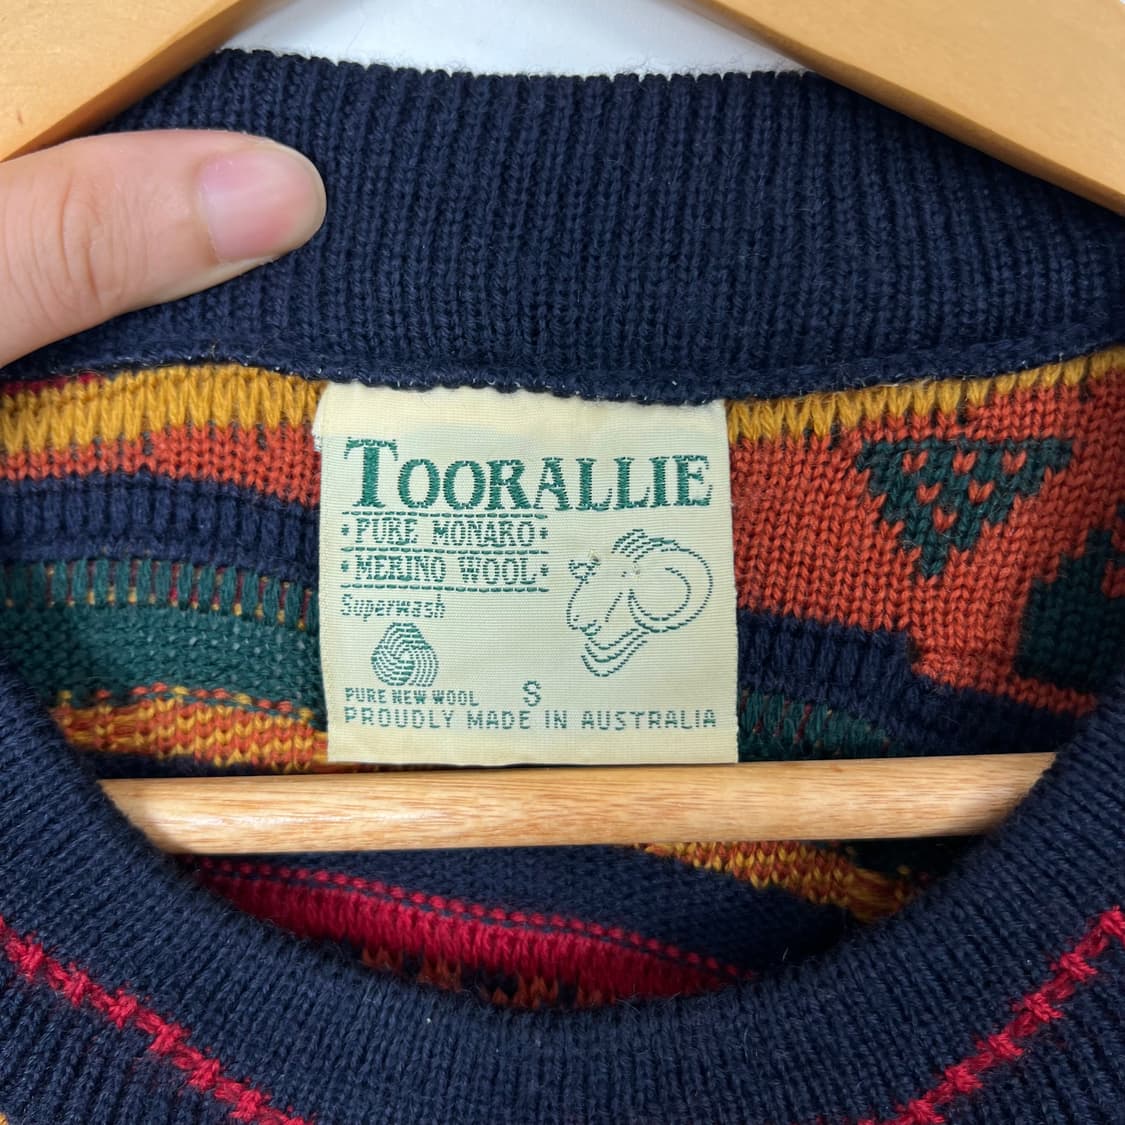 TOORALLIE
• PURE MONARO •
• MERINO WOOL •
Superwash
PURE NEW WOOL
S
PROUDLY MADE IN AUSTRALIA